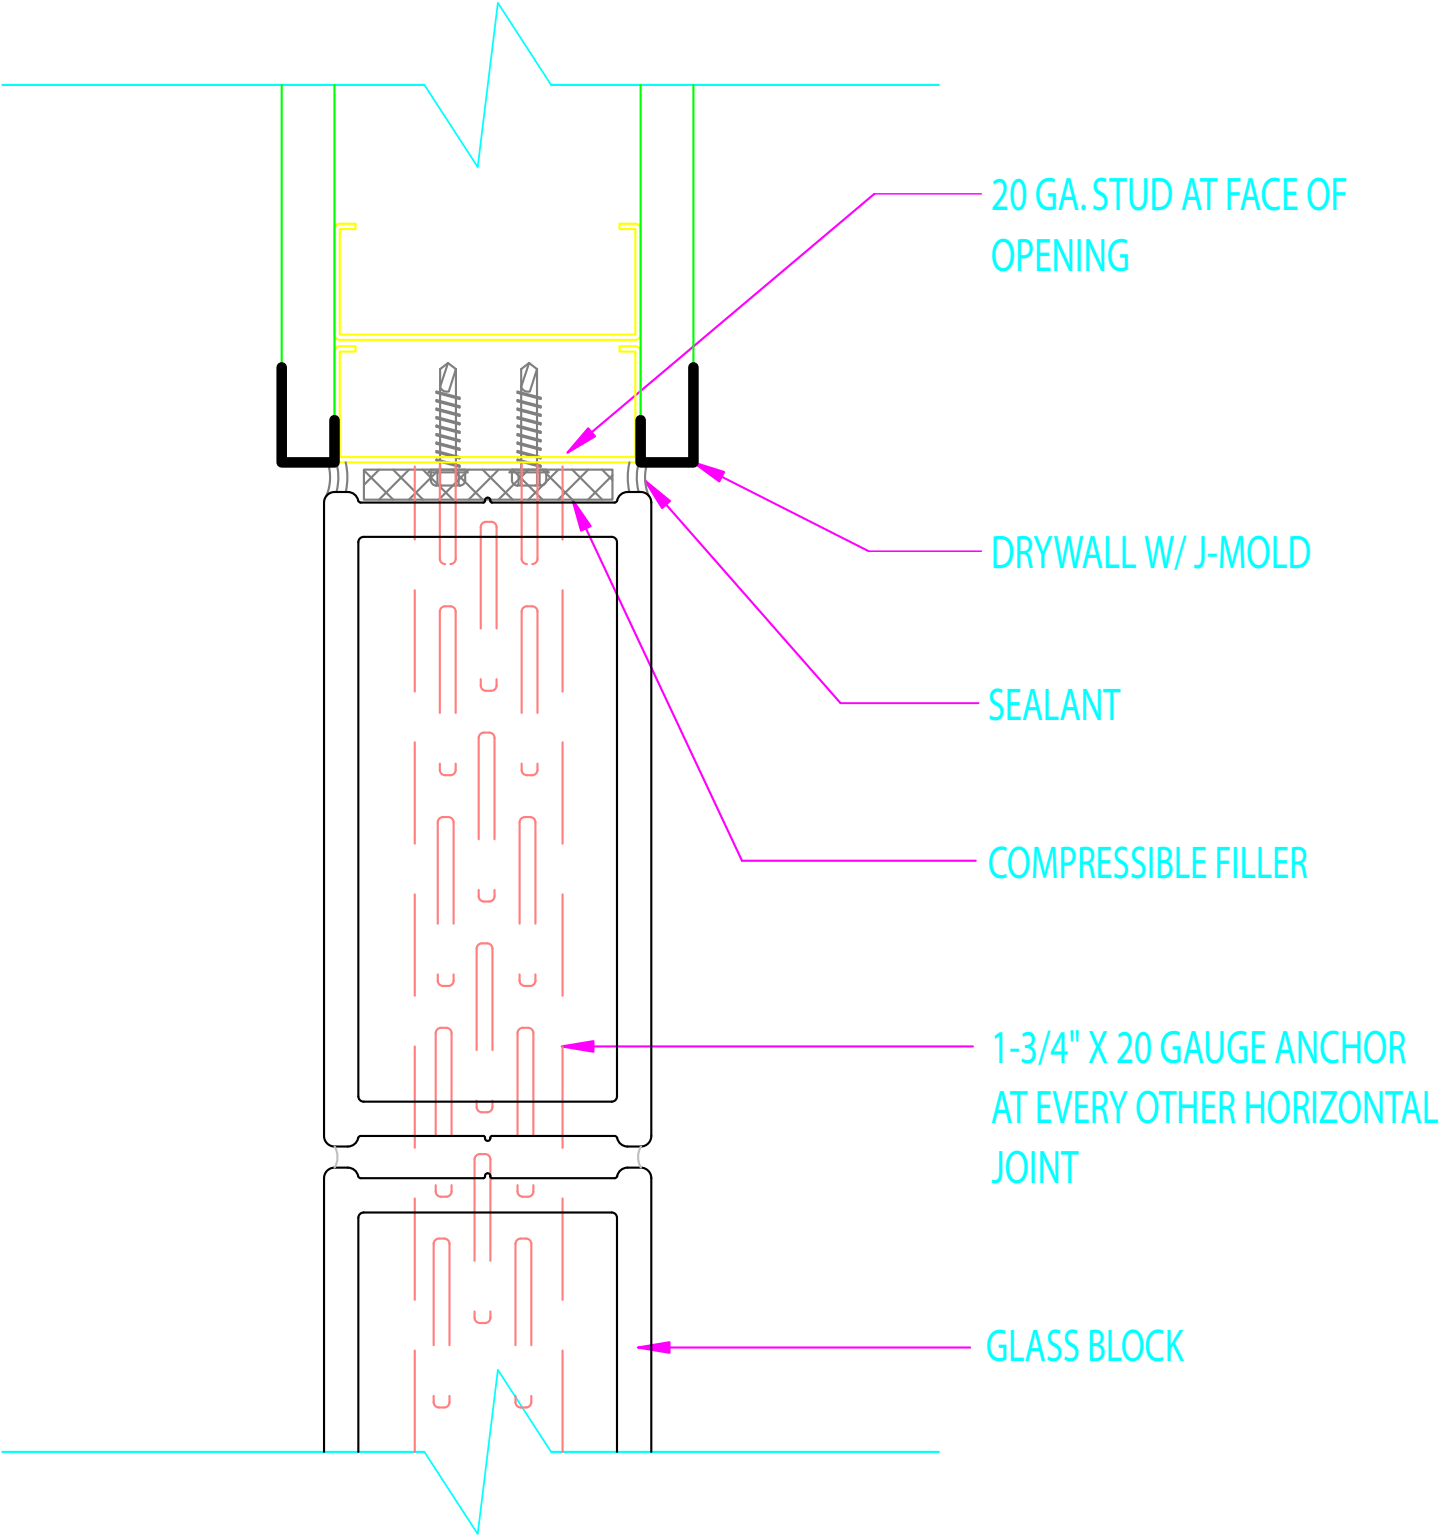 20 GA. STUD AT FACE OF
OPENING
DRYWALL W/ J-MOLD
SEALANT
COMPRESSIBLE FILLER
1-3/4" X 20 GAUGE ANCHOR
AT EVERY OTHER HORIZONTAL
JOINT
GLASS BLOCK